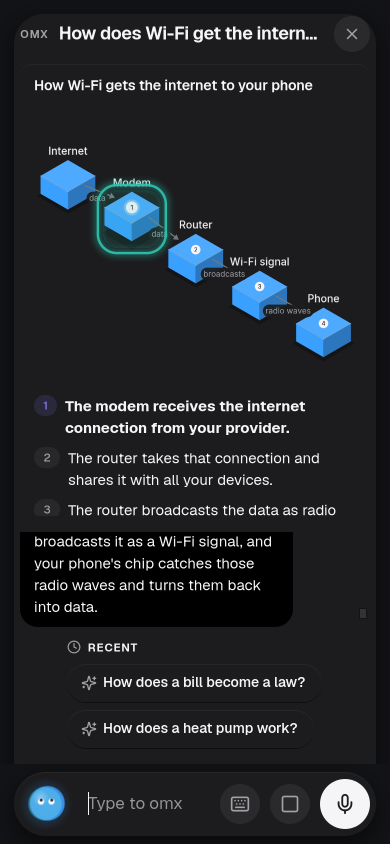 OMX How does Wi-Fi get the intern...
How Wi-Fi gets the internet to your phone
Internet
Modem
data
1
data
Router
2
broadcasts
Wi-Fi signal
3
radio waves
Phone
4
1 The modem receives the internet
connection from your provider.
2 The router takes that connection and
shares it with all your devices.
3 The router broadcasts the data as radio
broadcasts it as a Wi-Fi signal, and
your phone's chip catches those
radio waves and turns them back
into data.
RECENT
How does a bill become a law?
How does a heat pump work?
Type to omx